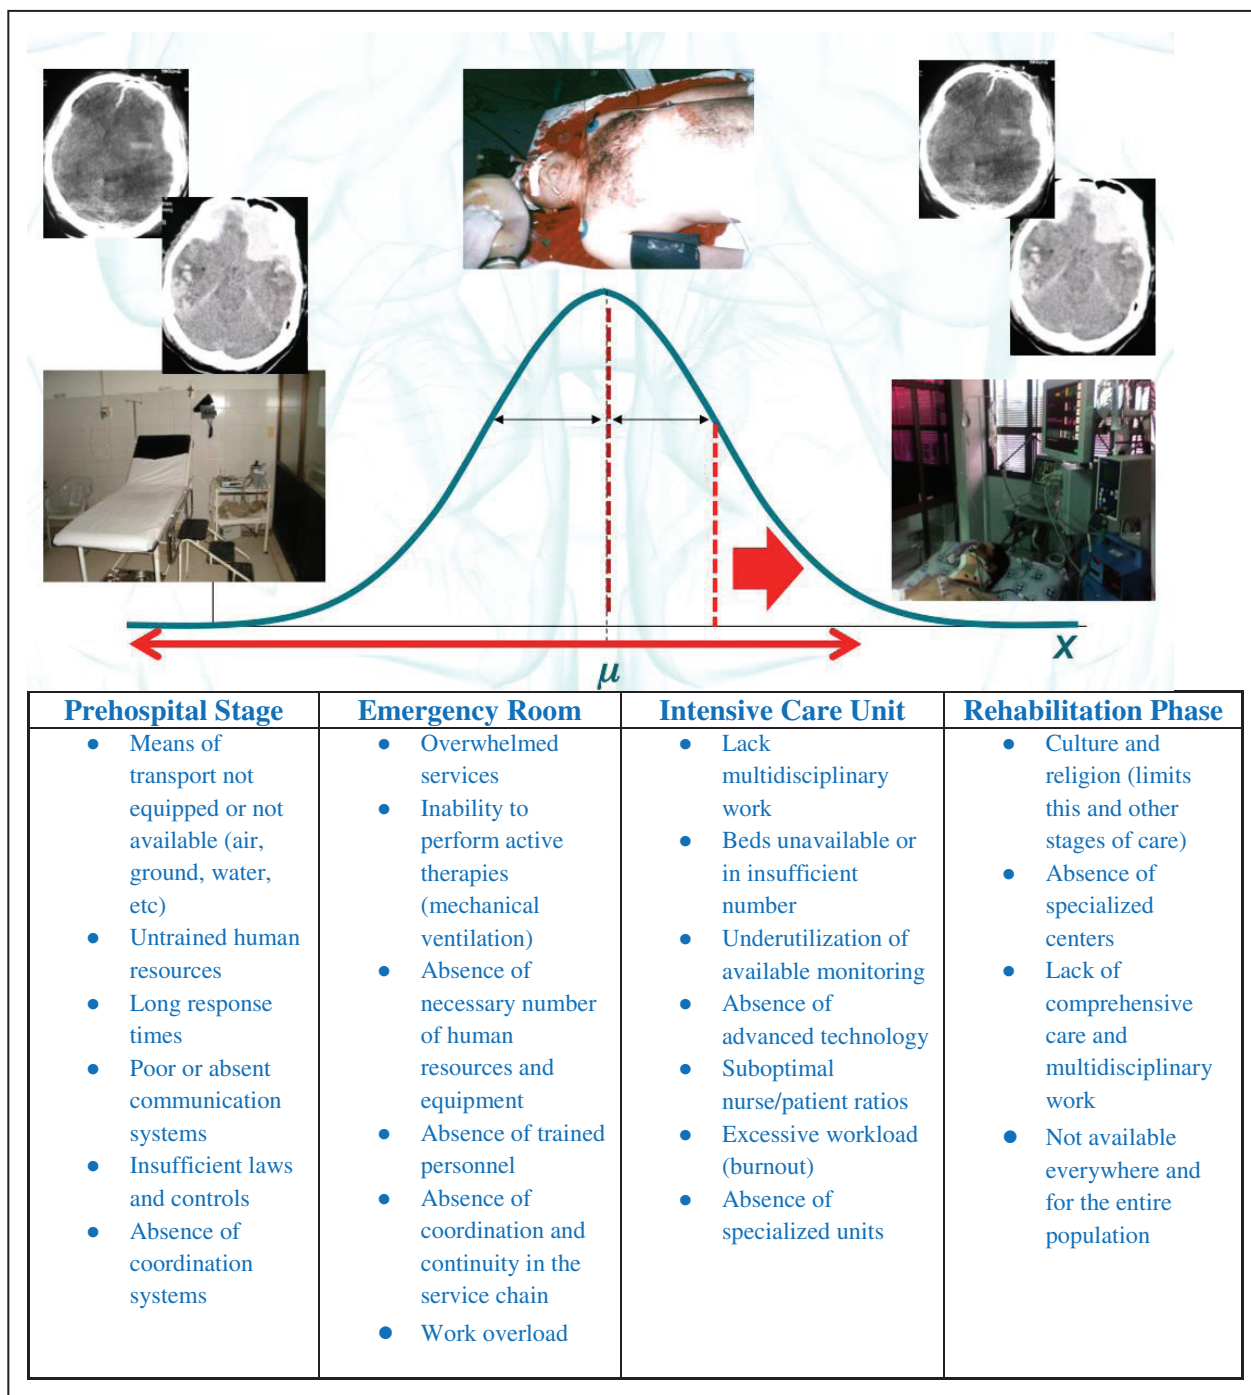 μ
X
Prehospital Stage
● Means of
transport not
equipped or not
available (air,
ground, water,
etc)
● Untrained human
resources
● Long response
times
● Poor or absent
communication
systems
● Insufficient laws
and controls
● Absence of
coordination
systems
Emergency Room
● Overwhelmed
services
● Inability to
perform active
therapies
(mechanical
ventilation)
● Absence of
necessary number
of human
resources and
equipment
● Absence of trained
personnel
● Absence of
coordination and
continuity in the
service chain
● Work overload
Intensive Care Unit
● Lack
multidisciplinary
work
● Beds unavailable or
in insufficient
number
● Underutilization of
available monitoring
● Absence of
advanced technology
● Suboptimal
nurse/patient ratios
● Excessive workload
(burnout)
● Absence of
specialized units
Rehabilitation Phase
● Culture and
religion (limits
this and other
stages of care)
● Absence of
specialized
centers
● Lack of
comprehensive
care and
multidisciplinary
work
● Not available
everywhere and
for the entire
population